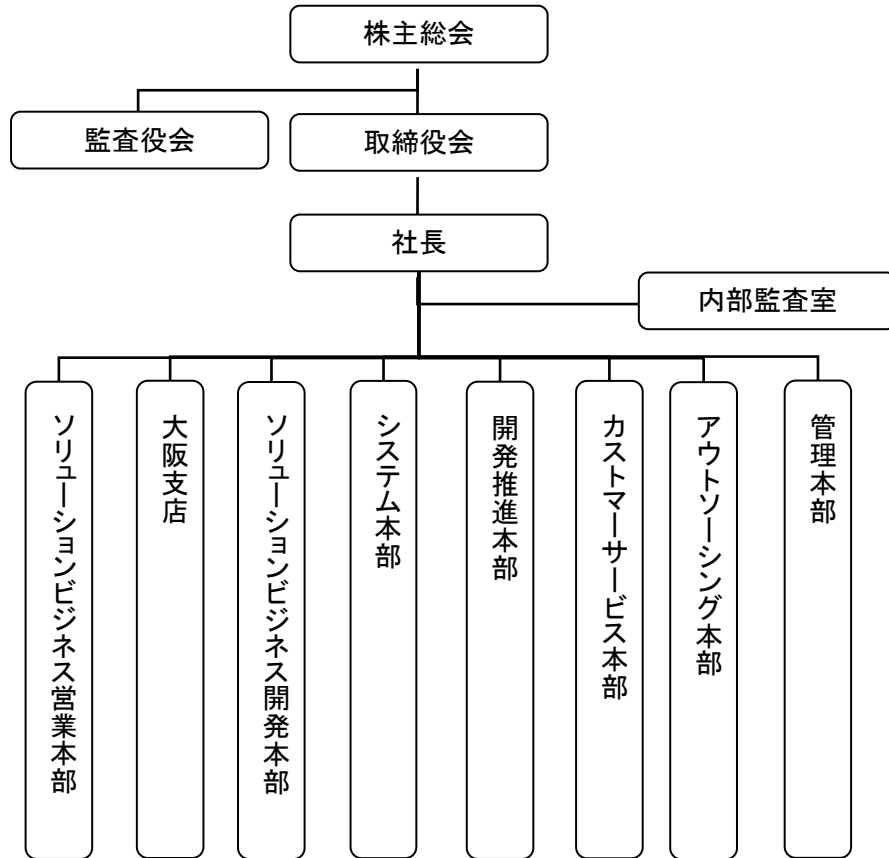 株主総会
監査役会
取締役会
社長
内部監査室
ソリューションビジネス営業本部
大阪支店
ソリューションビジネス開発本部
システム本部
開発推進本部
カストマーサービス本部
アウトソーシング本部
管理本部